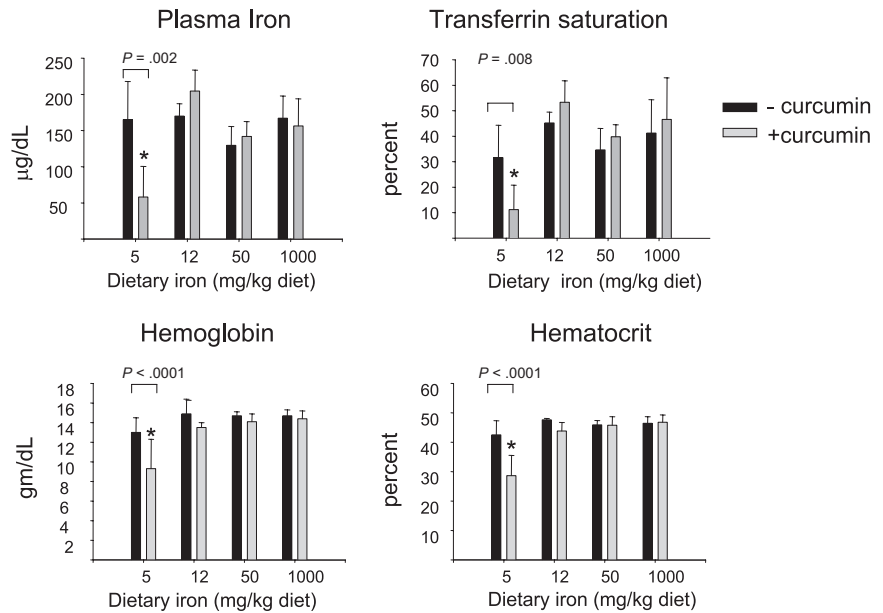 Plasma Iron
P = .002
250
200
150
100
50
µg/dL
*
5 12 50 1000
Dietary iron (mg/kg diet)
Transferrin saturation
P = .008
70
60
50
40
30
20
10
percent
*
5 12 50 1000
Dietary iron (mg/kg diet)
- curcumin
+curcumin
Hemoglobin
P < .0001
18
16
14
12
10
8
6
4
2
gm/dL
*
5 12 50 1000
Dietary iron (mg/kg diet)
Hematocrit
P < .0001
60
50
40
30
20
10
percent
*
5 12 50 1000
Dietary iron (mg/kg diet)